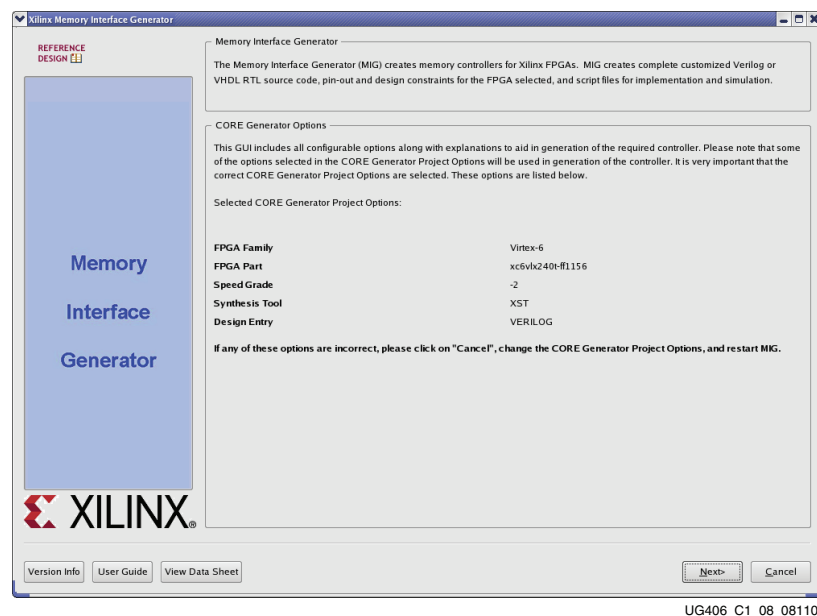 Xilinx Memory Interface Generator
REFERENCE
DESIGN
Memory
Interface
Generator
XILINX®
Memory Interface Generator
The Memory Interface Generator (MIG) creates memory controllers for Xilinx FPGAs. MIG creates complete customized Verilog or
VHDL RTL source code, pin-out and design constraints for the FPGA selected, and script files for implementation and simulation.
CORE Generator Options
This GUI includes all configurable options along with explanations to aid in generation of the required controller. Please note that some
of the options selected in the CORE Generator Project Options will be used in generation of the controller. It is very important that the
correct CORE Generator Project Options are selected. These options are listed below.
Selected CORE Generator Project Options:
FPGA Family Virtex-6
FPGA Part xc6vlx240t-ff1156
Speed Grade -2
Synthesis Tool XST
Design Entry VERILOG
If any of these options are incorrect, please click on "Cancel", change the CORE Generator Project Options, and restart MIG.
Version Info User Guide View Data Sheet Next> Cancel
UG406_C1_08_08110